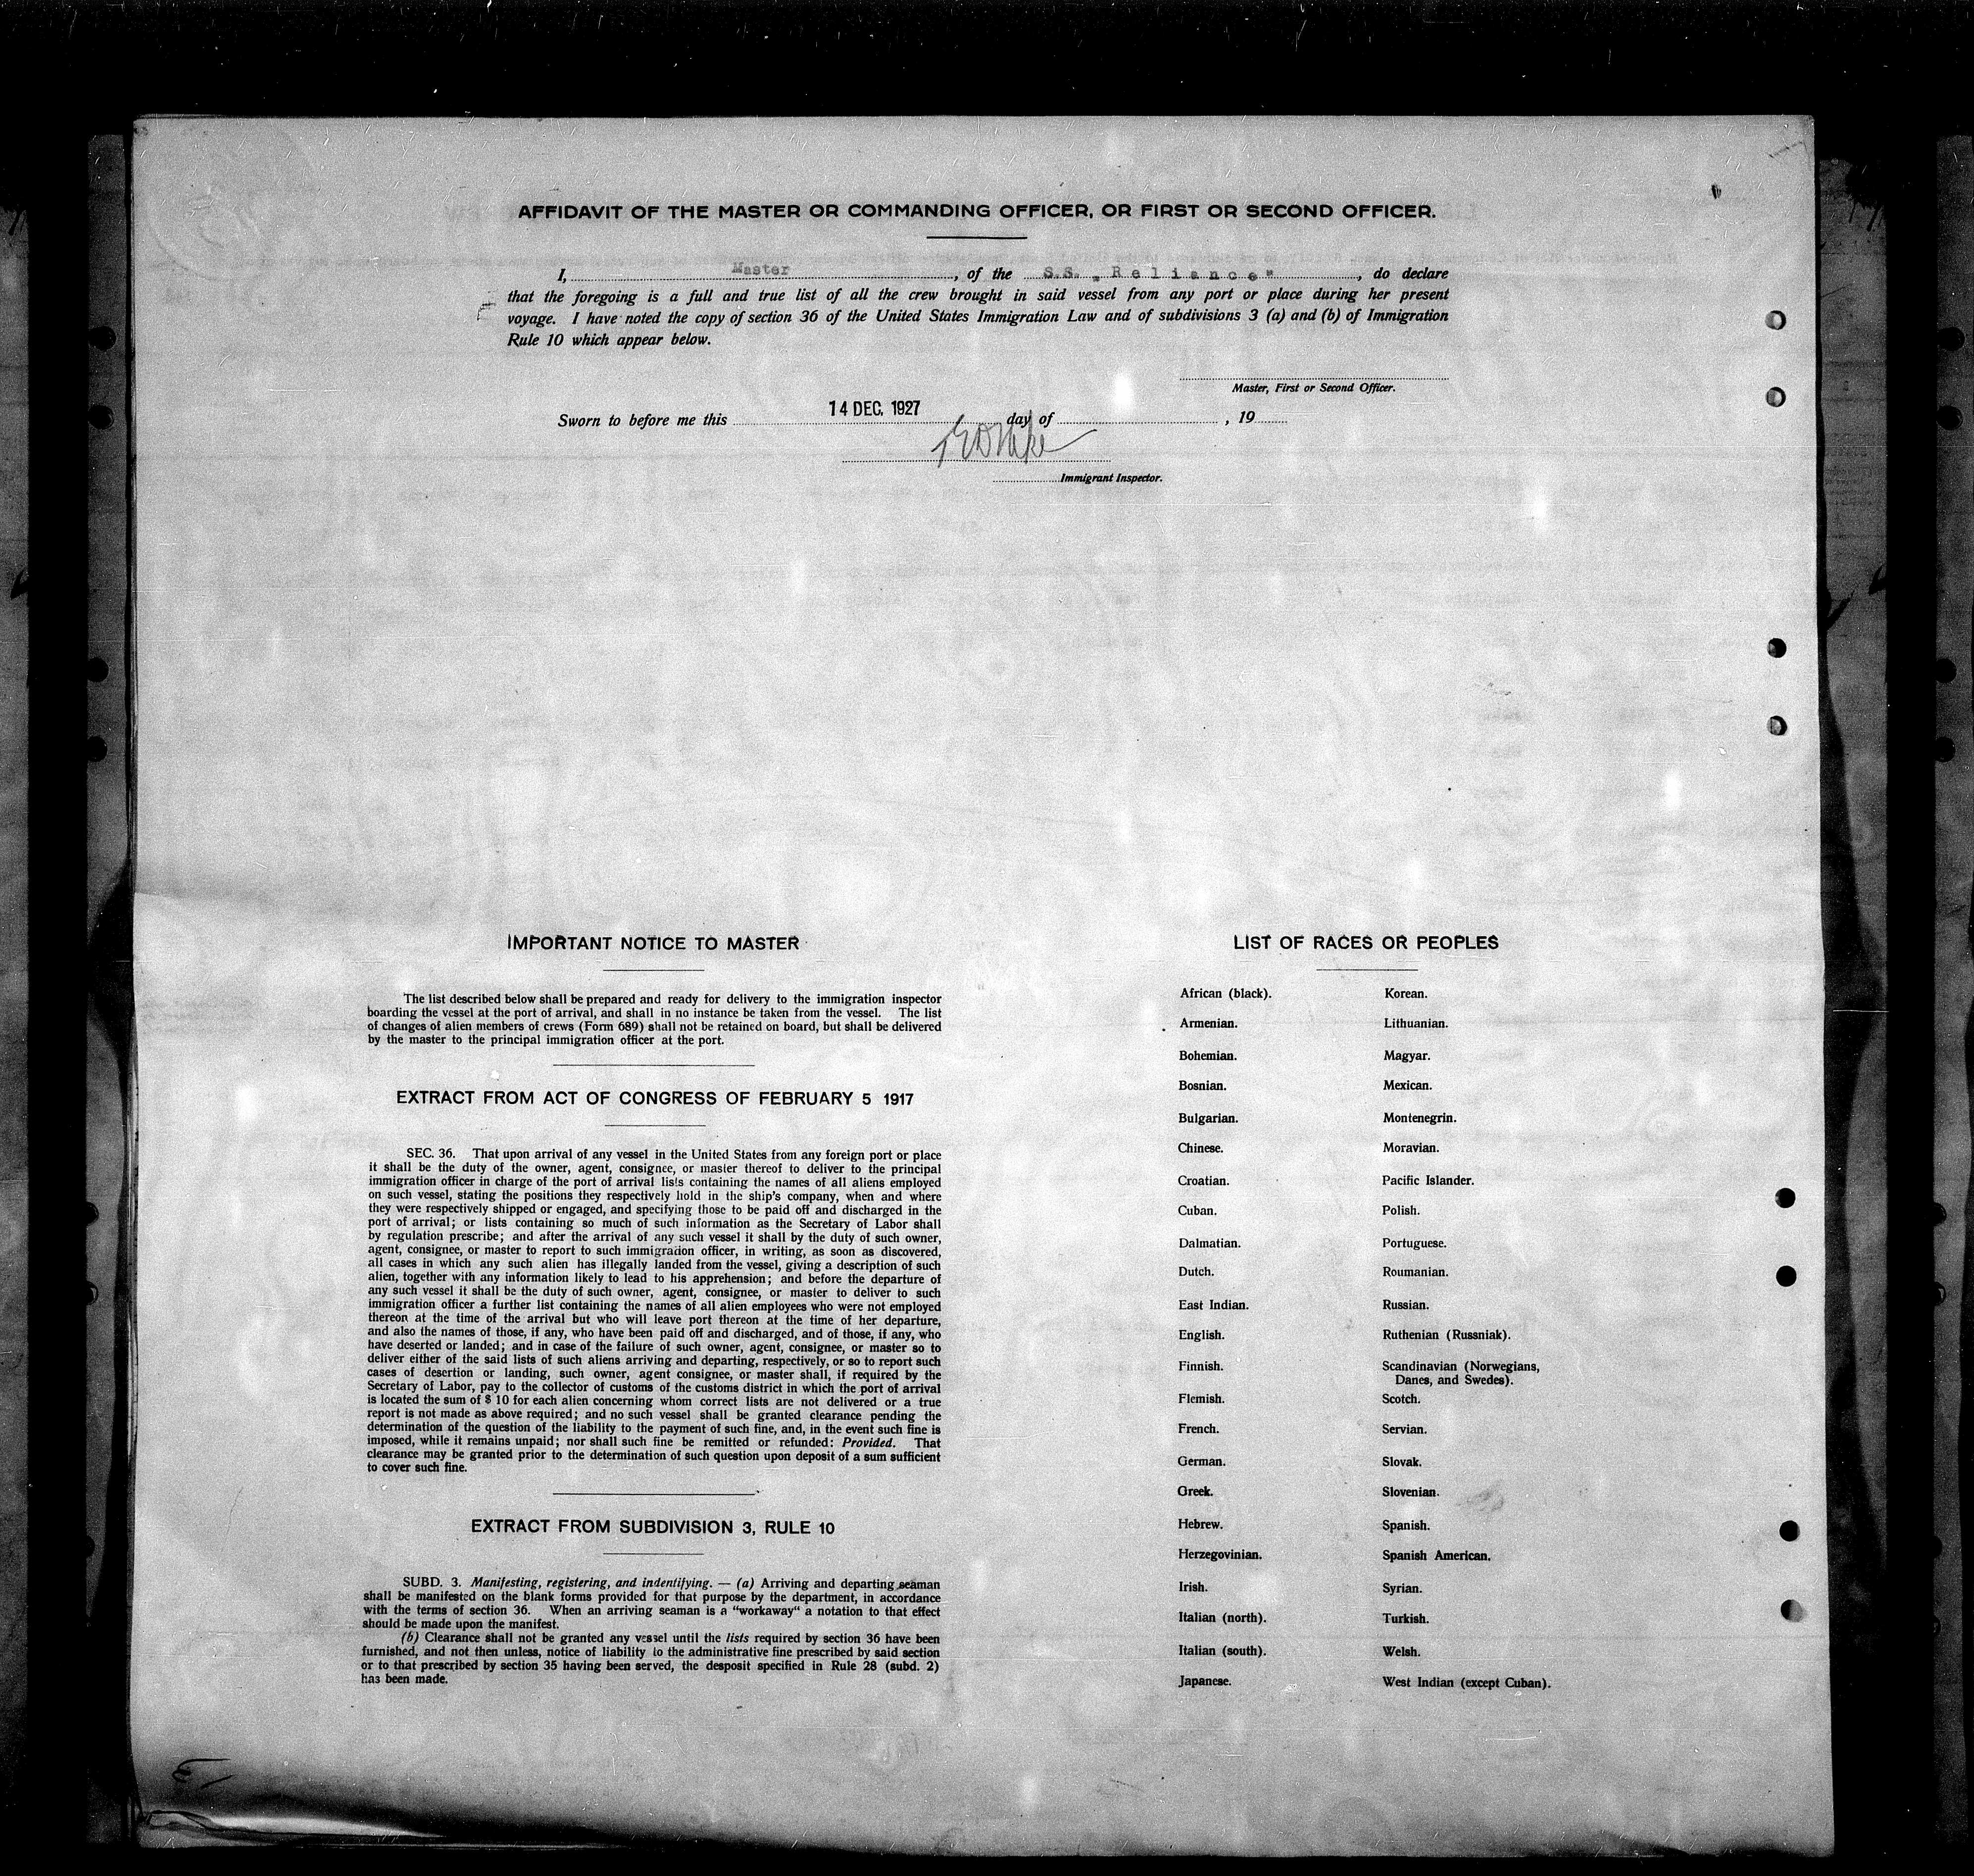 AFFIDAVIT OF THE MASTER OR COMMANDING OFFICER, OR FIRST OR SECOND OFFICER.
I, Master, of the S.S. „Reliance", do declare
that the foregoing is a full and true list of all the crew brought in said vessel from any port or place during her present
voyage. I have noted the copy of section 36 of the United States Immigration Law and of subdivisions 3 (a) and (b) of Immigration
Rule 10 which appear below.
Master, First or Second Officer.
Sworn to before me this 14 DEC. 1927 day of , 19
Immigrant Inspector.
IMPORTANT NOTICE TO MASTER
The list described below shall be prepared and ready for delivery to the immigration inspector
boarding the vessel at the port of arrival, and shall in no instance be taken from the vessel. The list
of changes of alien members of crews (Form 689) shall not be retained on board, but shall be delivered
by the master to the principal immigration officer at the port.
EXTRACT FROM ACT OF CONGRESS OF FEBRUARY 5 1917
SEC. 36. That upon arrival of any vessel in the United States from any foreign port or place
it shall be the duty of the owner, agent, consignee, or master thereof to deliver to the principal
immigration officer in charge of the port of arrival lists containing the names of all aliens employed
on such vessel, stating the positions they respectively hold in the ship's company, when and where
they were respectively shipped or engaged, and specifying those to be paid off and discharged in the
port of arrival; or lists containing so much of such information as the Secretary of Labor shall
by regulation prescribe; and after the arrival of any such vessel it shall by the duty of such owner,
agent, consignee, or master to report to such immigration officer, in writing, as soon as discovered,
all cases in which any such alien has illegally landed from the vessel, giving a description of such
alien, together with any information likely to lead to his apprehension; and before the departure of
any such vessel it shall be the duty of such owner, agent, consignee, or master to deliver to such
immigration officer a further list containing the names of all alien employees who were not employed
thereon at the time of the arrival but who will leave port thereon at the time of her departure,
and also the names of those, if any, who have been paid off and discharged, and of those, if any, who
have deserted or landed; and in case of the failure of such owner, agent, consignee, or master so to
deliver either of the said lists of such aliens arriving and departing, respectively, or so to report such
cases of desertion or landing, such owner, agent consignee, or master shall, if required by the
Secretary of Labor, pay to the collector of customs of the customs district in which the port of arrival
is located the sum of $ 10 for each alien concerning whom correct lists are not delivered or a true
report is not made as above required; and no such vessel shall be granted clearance pending the
determination of the question of the liability to the payment of such fine, and, in the event such fine is
imposed, while it remains unpaid; nor shall such fine be remitted or refunded: Provided. That
clearance may be granted prior to the determination of such question upon deposit of a sum sufficient
to cover such fine.
EXTRACT FROM SUBDIVISION 3, RULE 10
SUBD. 3. Manifesting, registering, and indentifying. — (a) Arriving and departing seaman
shall be manifested on the blank forms provided for that purpose by the department, in accordance
with the terms of section 36. When an arriving seaman is a "workaway" a notation to that effect
should be made upon the manifest.
(b) Clearance shall not be granted any vessel until the lists required by section 36 have been
furnished, and not then unless, notice of liability to the administrative fine prescribed by said section
or to that prescribed by section 35 having been served, the desposit specified in Rule 28 (subd. 2)
has been made.
LIST OF RACES OR PEOPLES
African (black). Korean.
Armenian. Lithuanian.
Bohemian. Magyar.
Bosnian. Mexican.
Bulgarian. Montenegrin.
Chinese. Moravian.
Croatian. Pacific Islander.
Cuban. Polish.
Dalmatian. Portuguese.
Dutch. Roumanian.
East Indian. Russian.
English. Ruthenian (Russniak).
Finnish. Scandinavian (Norwegians,
Danes, and Swedes).
Flemish. Scotch.
French. Servian.
German. Slovak.
Greek. Slovenian.
Hebrew. Spanish.
Herzegovinian. Spanish American.
Irish. Syrian.
Italian (north). Turkish.
Italian (south). Welsh.
Japanese. West Indian (except Cuban).